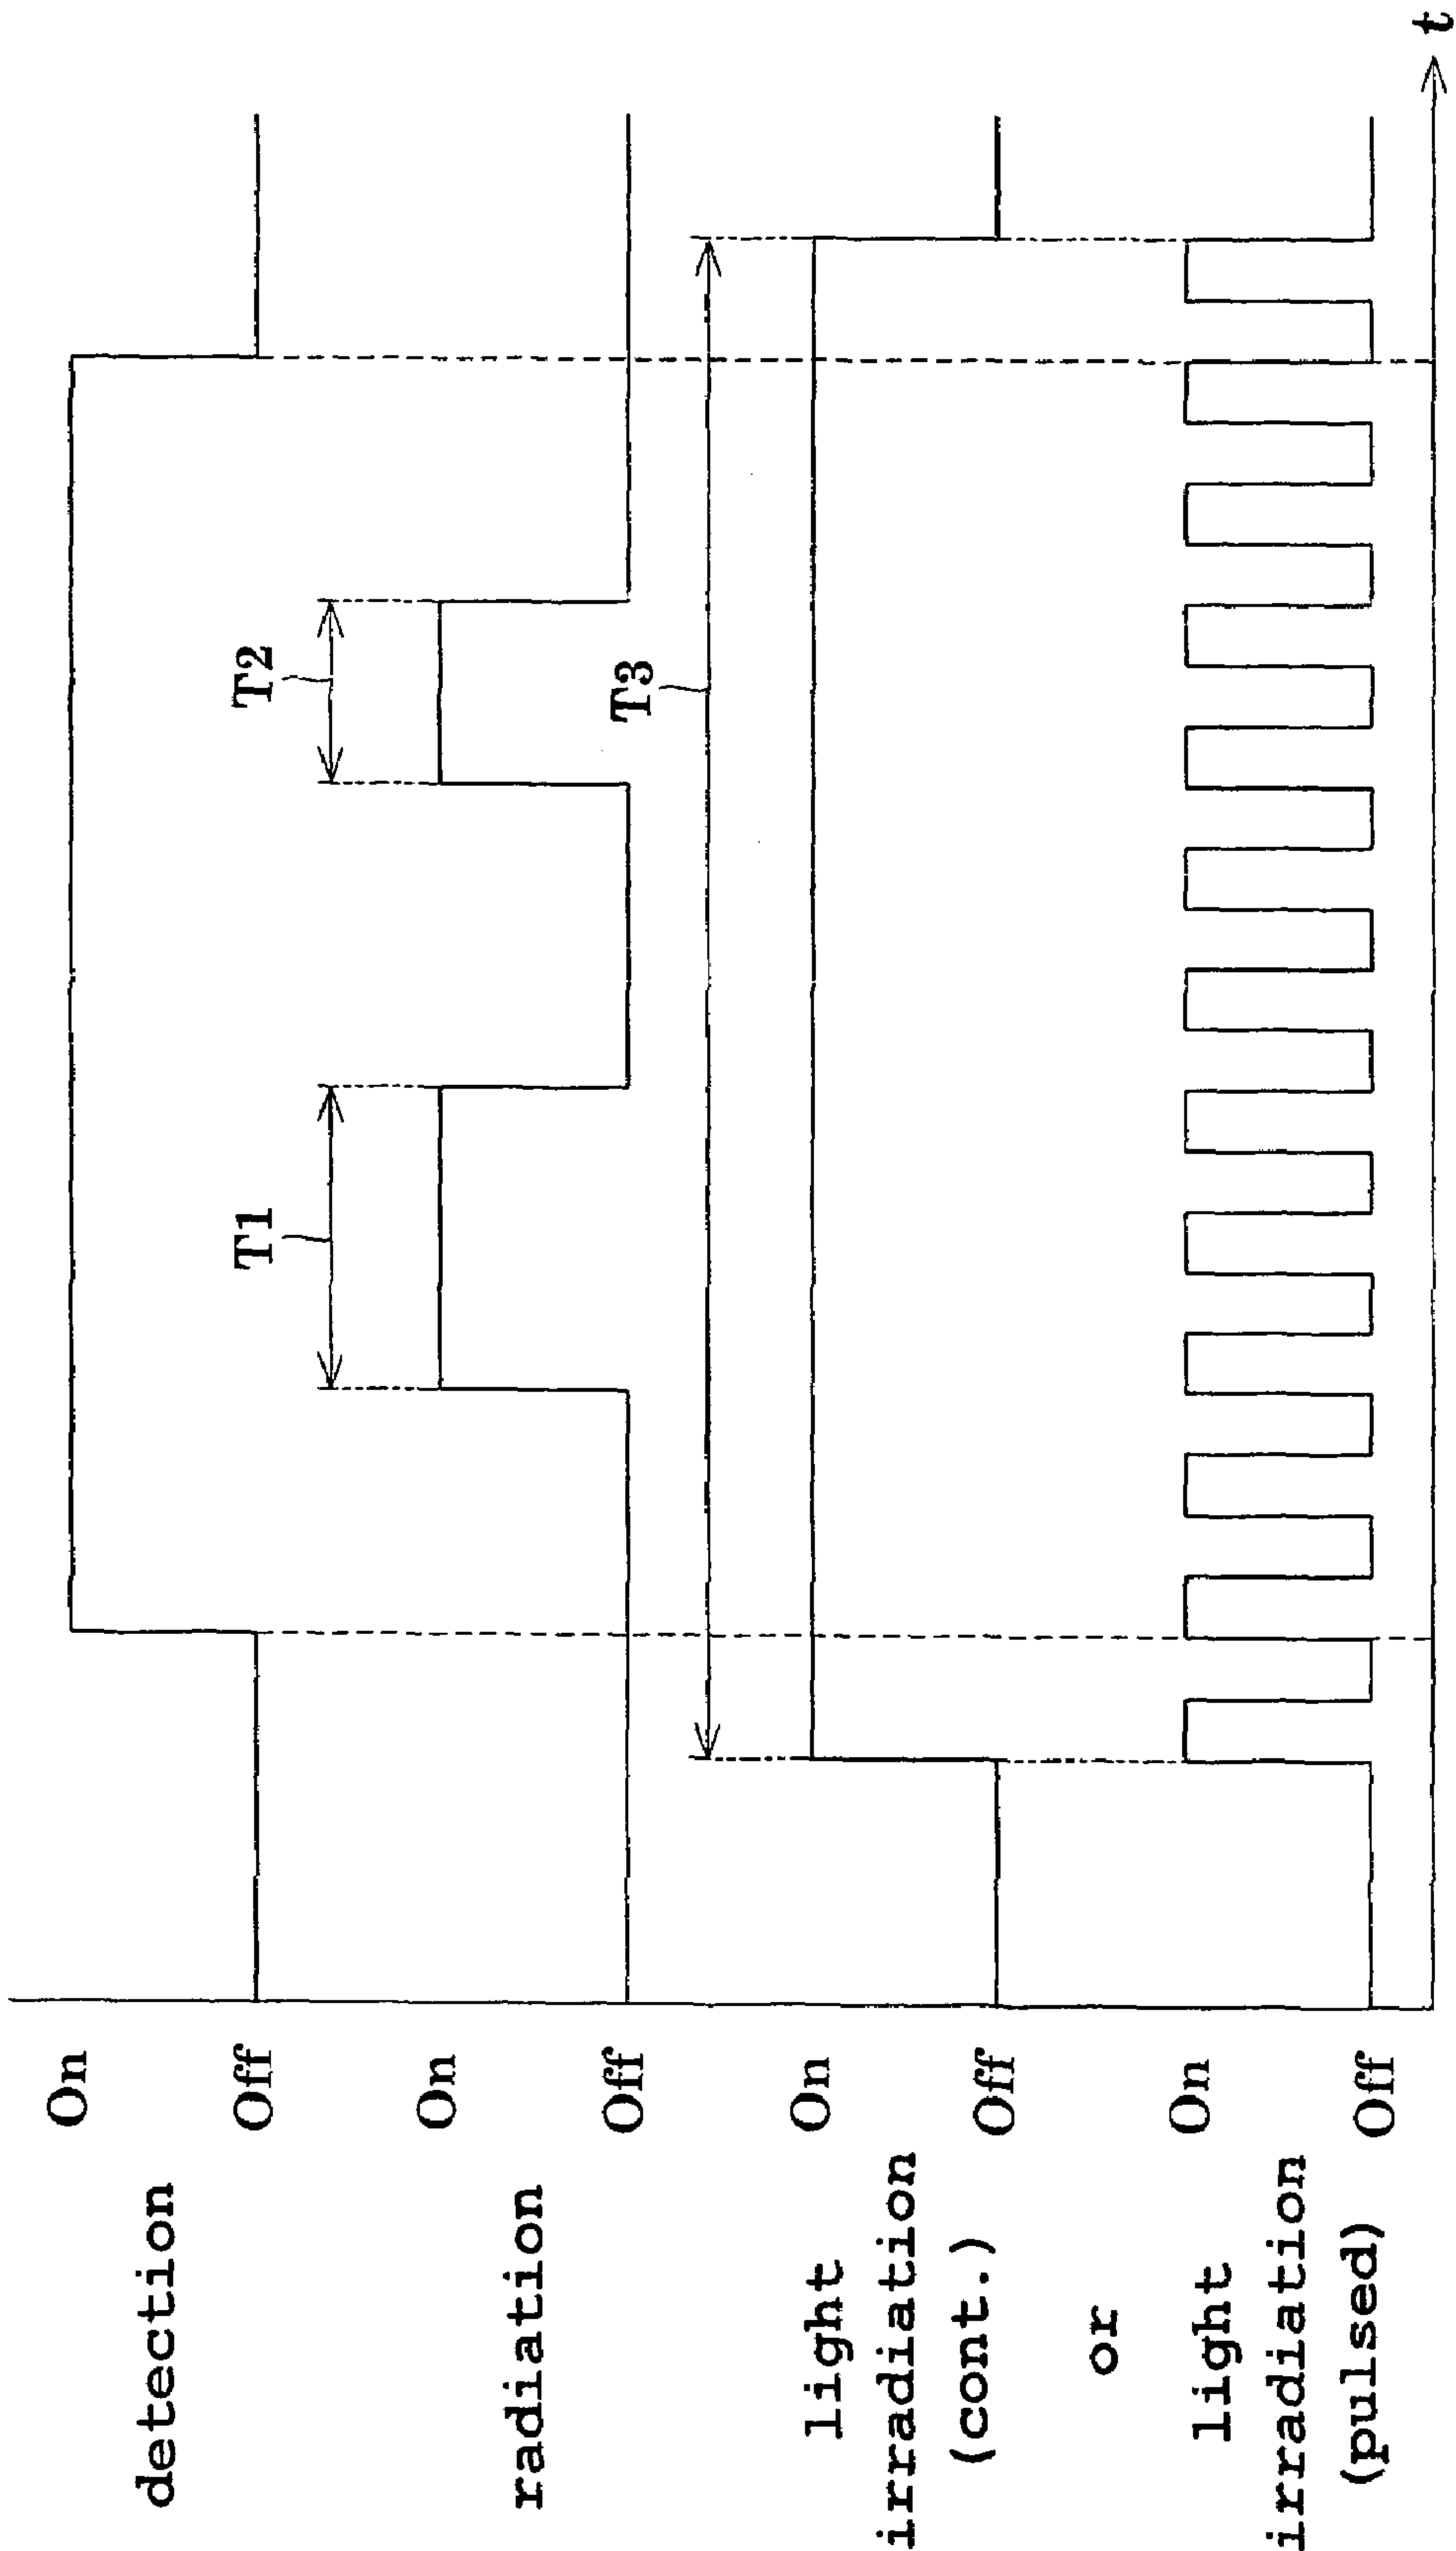 detection
On
Off
T1
T2
radiation
On
Off
T3
light
irradiation
(cont.)
On
Off
or
light
irradiation
(pulsed)
On
Off
t